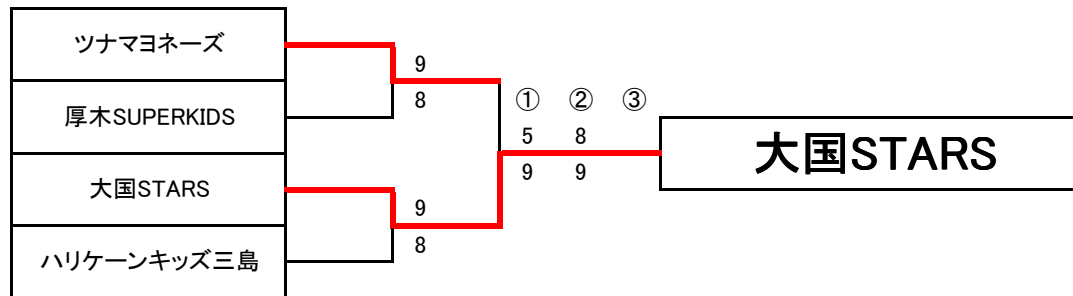 ツナマヨネーズ
厚木SUPERKIDS
大国STARS
ハリケーンキッズ三島
9
8
9
8
① ② ③
5 8
9 9
大国STARS